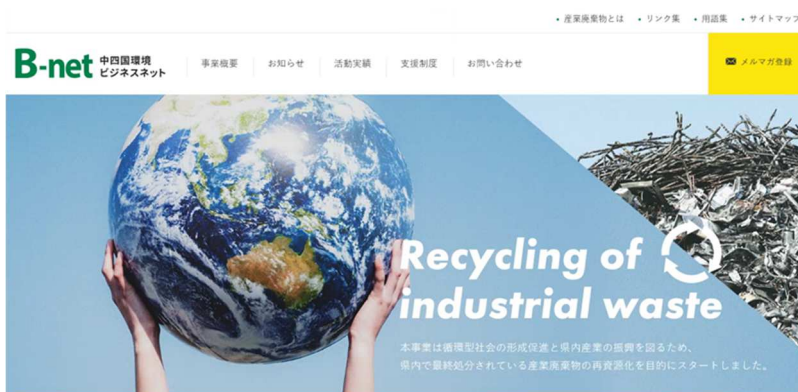 ・産業廃棄物とは ・リンク集 ・用語集 ・サイトマップ
B-net 中四国環境
ビジネスネット
事業概要 お知らせ 活動実績 支援制度 お問い合わせ
メルマガ登録
Recycling of
industrial waste
本事業は循環型社会の形成促進と県内産業の振興を図るため、
県内で最終処分されている産業廃棄物の再資源化を目的にスタートしました。